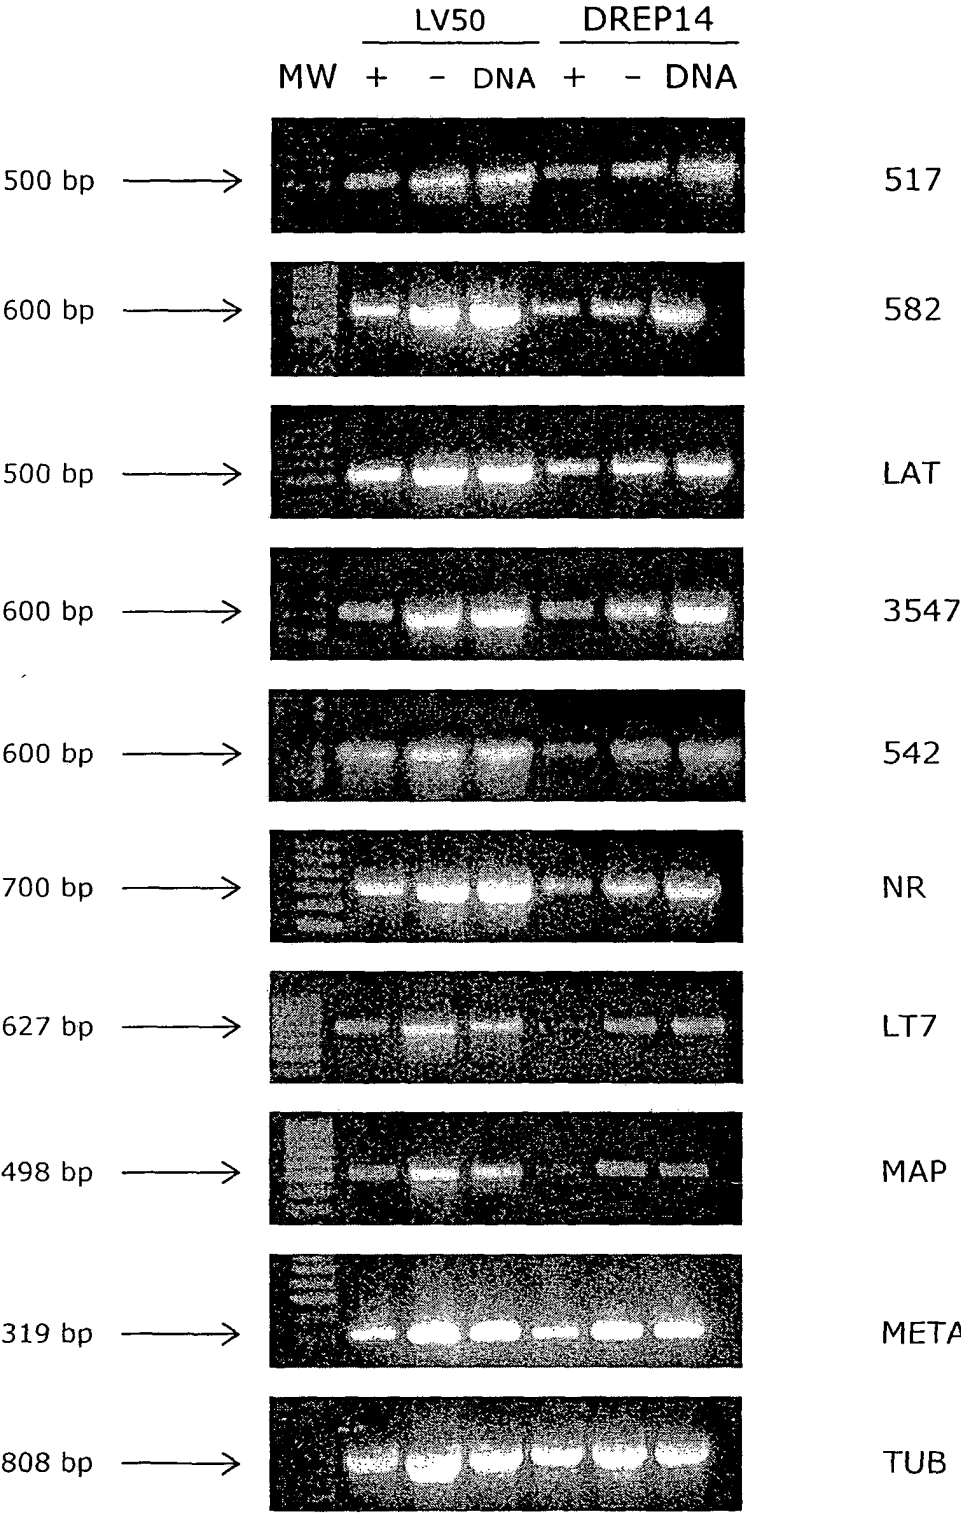 LV50 DREP14
MW + – DNA + – DNA
500 bp 517
600 bp 582
500 bp LAT
600 bp 3547
600 bp 542
700 bp NR
627 bp LT7
498 bp MAP
319 bp META
808 bp TUB